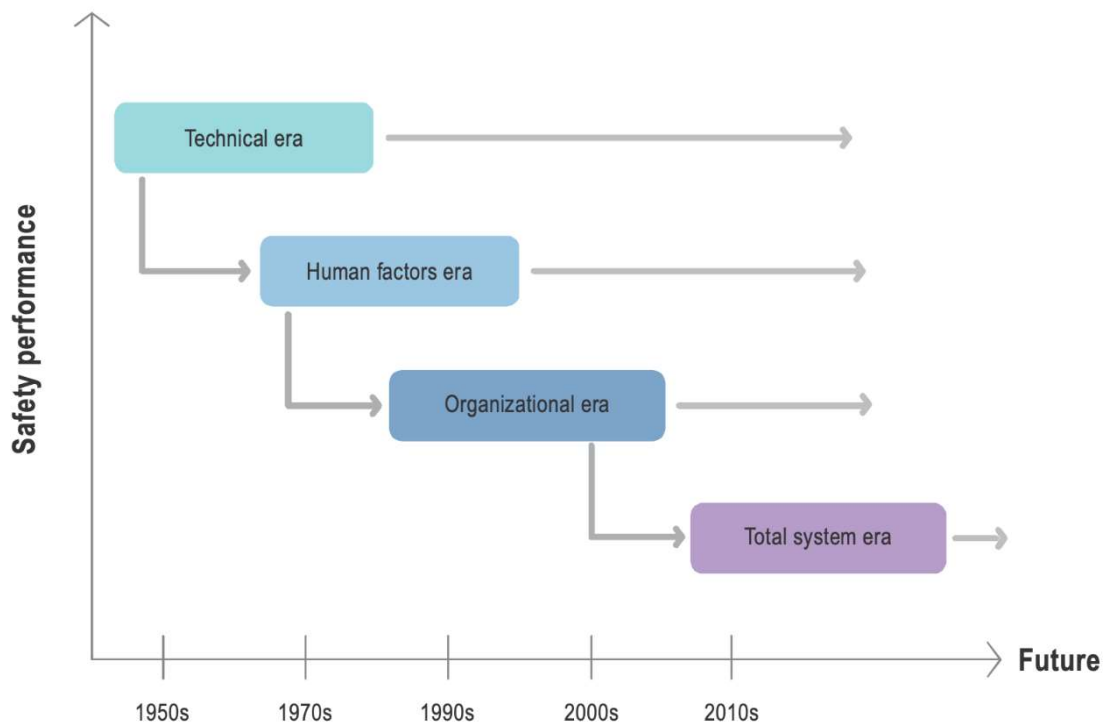 Safety performance
Technical era
Human factors era
Organizational era
Total system era
Future
1950s
1970s
1990s
2000s
2010s